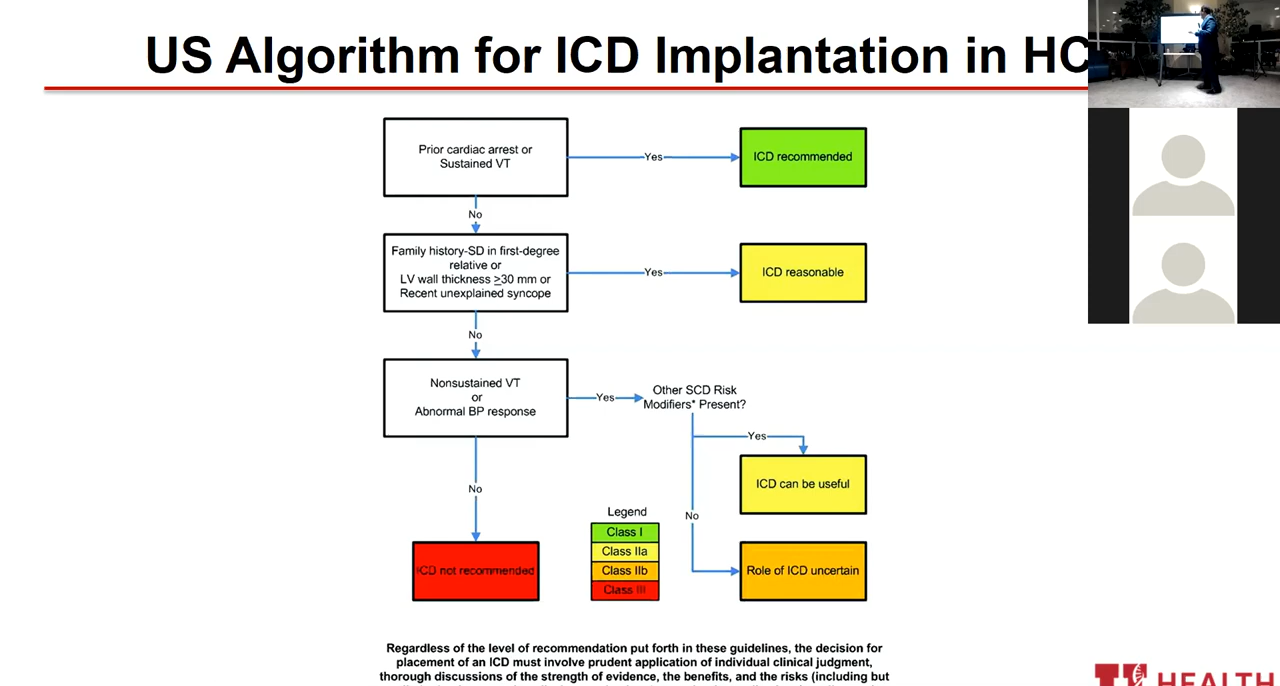 US Algorithm for ICD Implantation in HC
Prior cardiac arrest or
Sustained VT
Yes
ICD recommended
No
Family history-SD in first-degree
relative or
LV wall thickness ≥30 mm or
Recent unexplained syncope
Yes
ICD reasonable
No
Nonsustained VT
or
Abnormal BP response
Yes
Other SCD Risk
Modifiers* Present?
Yes
ICD can be useful
No
No
Role of ICD uncertain
ICD not recommended
Legend
Class I
Class IIa
Class IIb
Class III
Regardless of the level of recommendation put forth in these guidelines, the decision for
placement of an ICD must involve prudent application of individual clinical judgment,
thorough discussions of the strength of evidence, the benefits, and the risks (including but
HEALTH